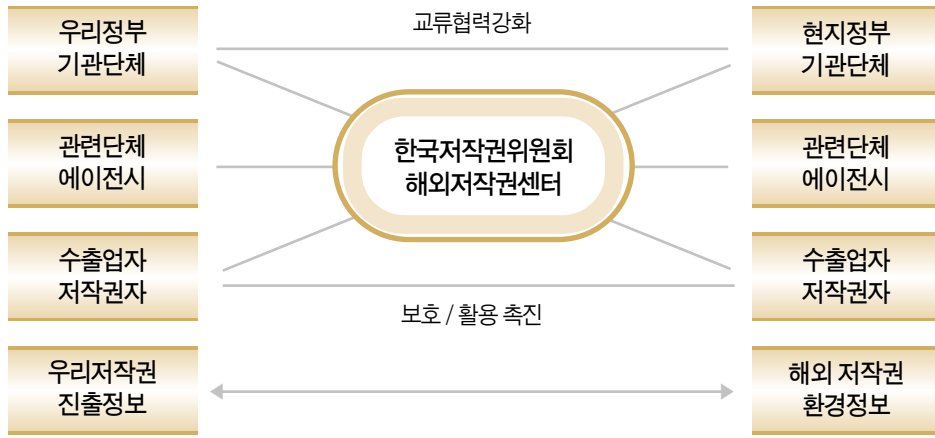 우리정부
기관단체
교류협력강화
현지정부
기관단체
관련단체
에이전시
한국저작권위원회
해외저작권센터
관련단체
에이전시
수출업자
저작권자
보호 / 활용 촉진
수출업자
저작권자
우리저작권
진출정보
해외 저작권
환경정보